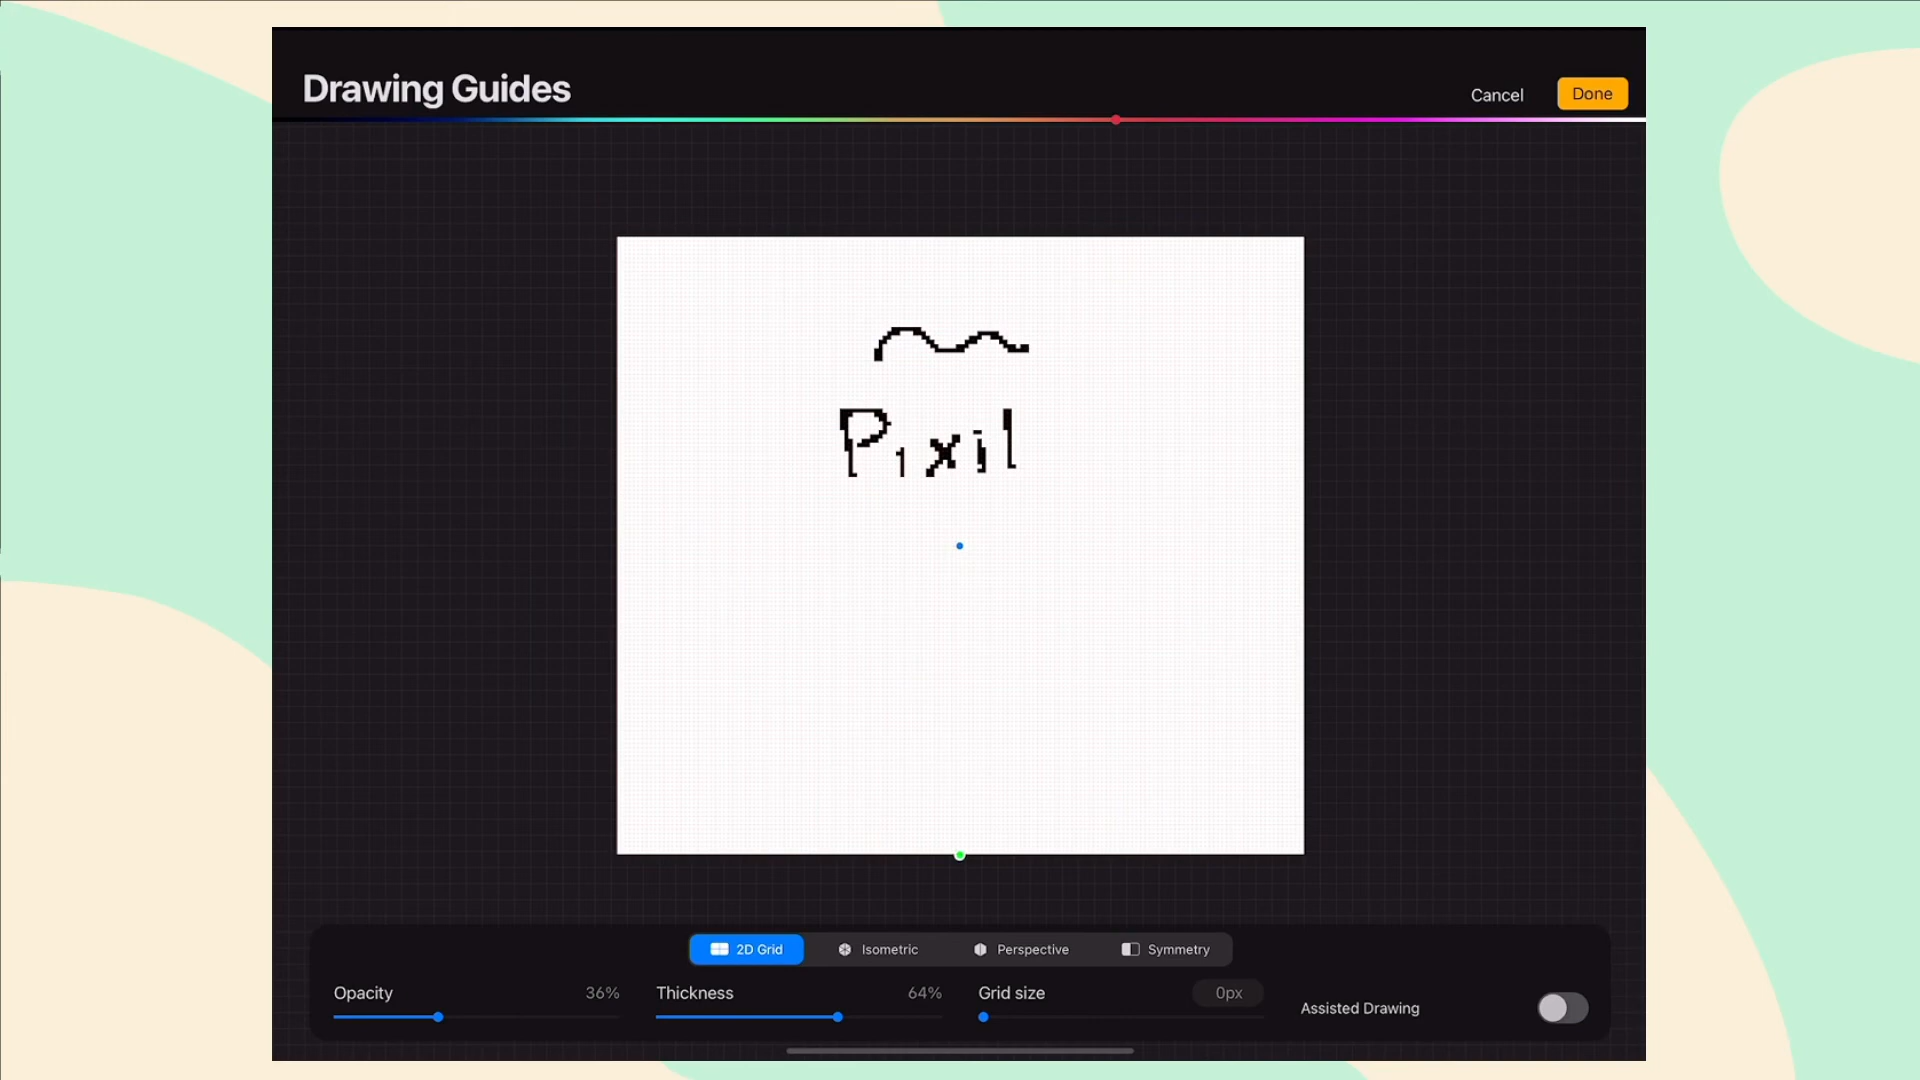 Drawing Guides
Cancel
Done
Pixil
2D Grid
Isometric
Perspective
Symmetry
Opacity
36%
Thickness
64%
Grid size
0px
Assisted Drawing